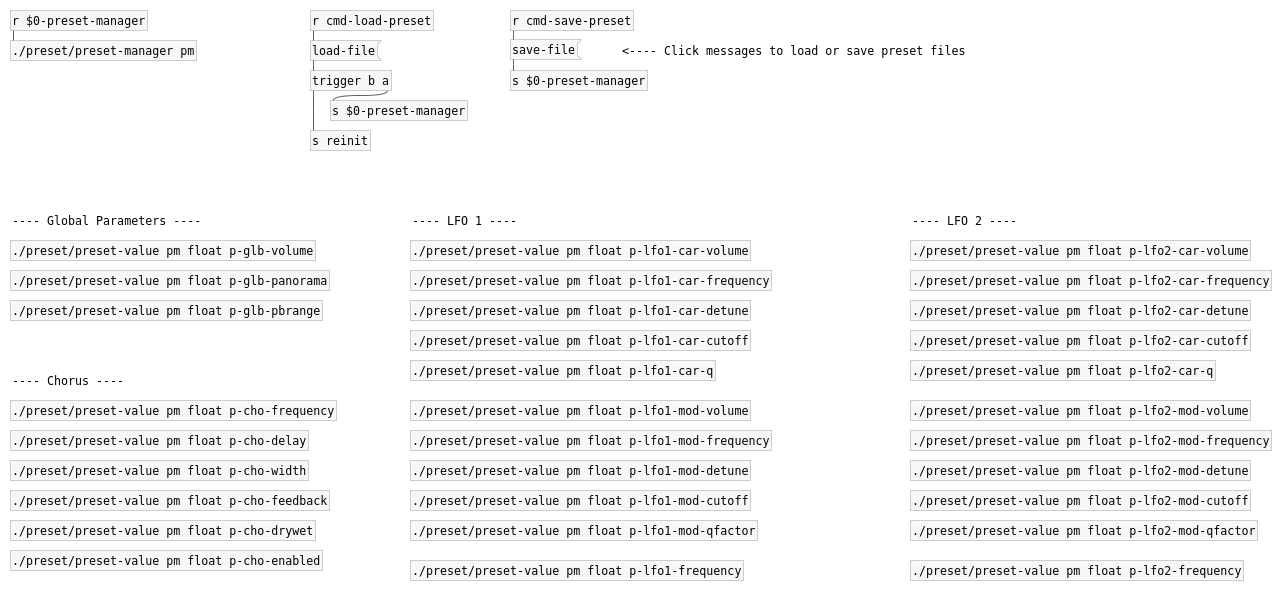 r $0-preset-manager
./preset/preset-manager pm
r cmd-load-preset
load-file
trigger b a
s $0-preset-manager
s reinit
r cmd-save-preset
save-file
<---- Click messages to load or save preset files
s $0-preset-manager
---- Global Parameters ----
./preset/preset-value pm float p-glb-volume
./preset/preset-value pm float p-glb-panorama
./preset/preset-value pm float p-glb-pbrange
---- Chorus ----
./preset/preset-value pm float p-cho-frequency
./preset/preset-value pm float p-cho-delay
./preset/preset-value pm float p-cho-width
./preset/preset-value pm float p-cho-feedback
./preset/preset-value pm float p-cho-drywet
./preset/preset-value pm float p-cho-enabled
---- LFO 1 ----
./preset/preset-value pm float p-lfo1-car-volume
./preset/preset-value pm float p-lfo1-car-frequency
./preset/preset-value pm float p-lfo1-car-detune
./preset/preset-value pm float p-lfo1-car-cutoff
./preset/preset-value pm float p-lfo1-car-q
./preset/preset-value pm float p-lfo1-mod-volume
./preset/preset-value pm float p-lfo1-mod-frequency
./preset/preset-value pm float p-lfo1-mod-detune
./preset/preset-value pm float p-lfo1-mod-cutoff
./preset/preset-value pm float p-lfo1-mod-qfactor
./preset/preset-value pm float p-lfo1-frequency
---- LFO 2 ----
./preset/preset-value pm float p-lfo2-car-volume
./preset/preset-value pm float p-lfo2-car-frequency
./preset/preset-value pm float p-lfo2-car-detune
./preset/preset-value pm float p-lfo2-car-cutoff
./preset/preset-value pm float p-lfo2-car-q
./preset/preset-value pm float p-lfo2-mod-volume
./preset/preset-value pm float p-lfo2-mod-frequency
./preset/preset-value pm float p-lfo2-mod-detune
./preset/preset-value pm float p-lfo2-mod-cutoff
./preset/preset-value pm float p-lfo2-mod-qfactor
./preset/preset-value pm float p-lfo2-frequency